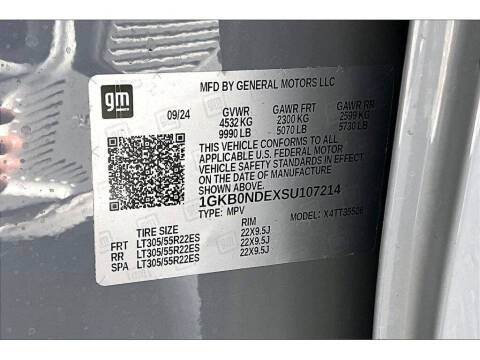 gm
MFD BY GENERAL MOTORS LLC
09/24 GVWR GAWR FRT GAWR RR
4532 KG 2300 KG 2599 KG
9990 LB 5070 LB 5730 LB
THIS VEHICLE CONFORMS TO ALL
APPLICABLE U.S. FEDERAL MOTOR
VEHICLE SAFETY STANDARDS IN EFFECT ON
DATE OF MANUFACTURE SHOWN ABOVE
1GKB0NDEXSU107214
TYPE: MPV MODEL: X4TT35506
TIRE SIZE RIM
FRT LT305/55R22ES 22X9.5J
RR LT305/55R22ES 22X9.5J
SPA LT305/55R22ES 22X9.5J